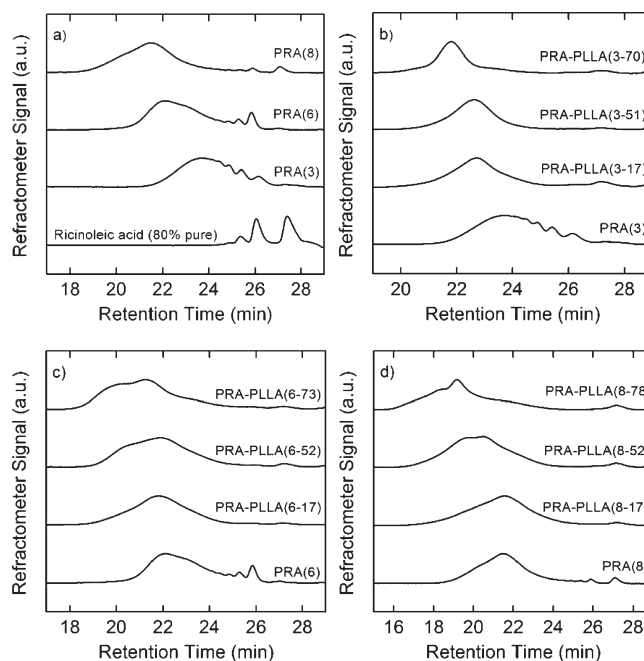 a)
PRA(8)
PRA(6)
PRA(3)
Ricinoleic acid (80% pure)
18 20 22 24 26 28
Retention Time (min)
Refractometer Signal (a.u.)
b)
PRA-PLLA(3-70)
PRA-PLLA(3-51)
PRA-PLLA(3-17)
PRA(3)
20 22 24 26 28
Retention Time (min)
Refractometer Signal (a.u.)
c)
PRA-PLLA(6-73)
PRA-PLLA(6-52)
PRA-PLLA(6-17)
PRA(6)
18 20 22 24 26 28
Retention Time (min)
Refractometer Signal (a.u.)
d)
PRA-PLLA(8-78
PRA-PLLA(8-52
PRA-PLLA(8-17
PRA(8
16 18 20 22 24 26 28
Retention Time (min)
Refractometer Signal (a.u.)